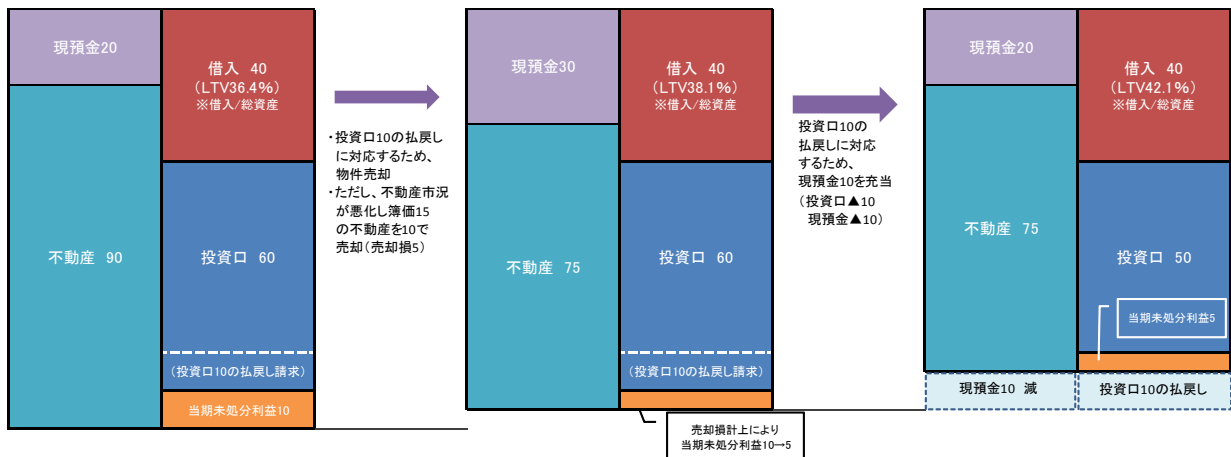 現預金20
不動産 90
借入 40
(LTV36.4%)
※借入/総資産
投資口 60
(投資口10の払戻し請求)
当期未処分利益10
・投資口10の払戻し
に対応するため、
物件売却
・ただし、不動産市況
が悪化し簿価15
の不動産を10で
売却(売却損5)
現預金30
不動産 75
借入 40
(LTV38.1%)
※借入/総資産
投資口 60
(投資口10の払戻し請求)
売却損計上により
当期未処分利益10→5
投資口10の
払戻しに対応
するため、
現預金10を充当
(投資口▲10
現預金▲10)
現預金20
不動産 75
借入 40
(LTV42.1%)
※借入/総資産
投資口 50
当期未処分利益5
現預金10 減
投資口10の払戻し